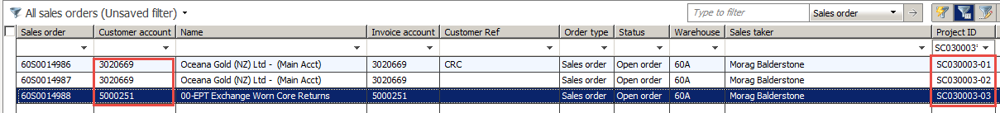 All sales orders (Unsaved filter)
Type to filter Sales order
Sales order Customer account Name Invoice account Customer Ref Order type Status Warehouse Sales taker Project ID
SC030003*
60S0014986 3020669 Oceana Gold (NZ) Ltd - (Main Acct) 3020669 CRC Sales order Open order 60A Morag Balderstone SC030003-01
60S0014987 3020669 Oceana Gold (NZ) Ltd - (Main Acct) 3020669 Sales order Open order 60A Morag Balderstone SC030003-02
60S0014988 5000251 00-EPT Exchange Worn Core Returns 5000251 Sales order Open order 60A Morag Balderstone SC030003-03